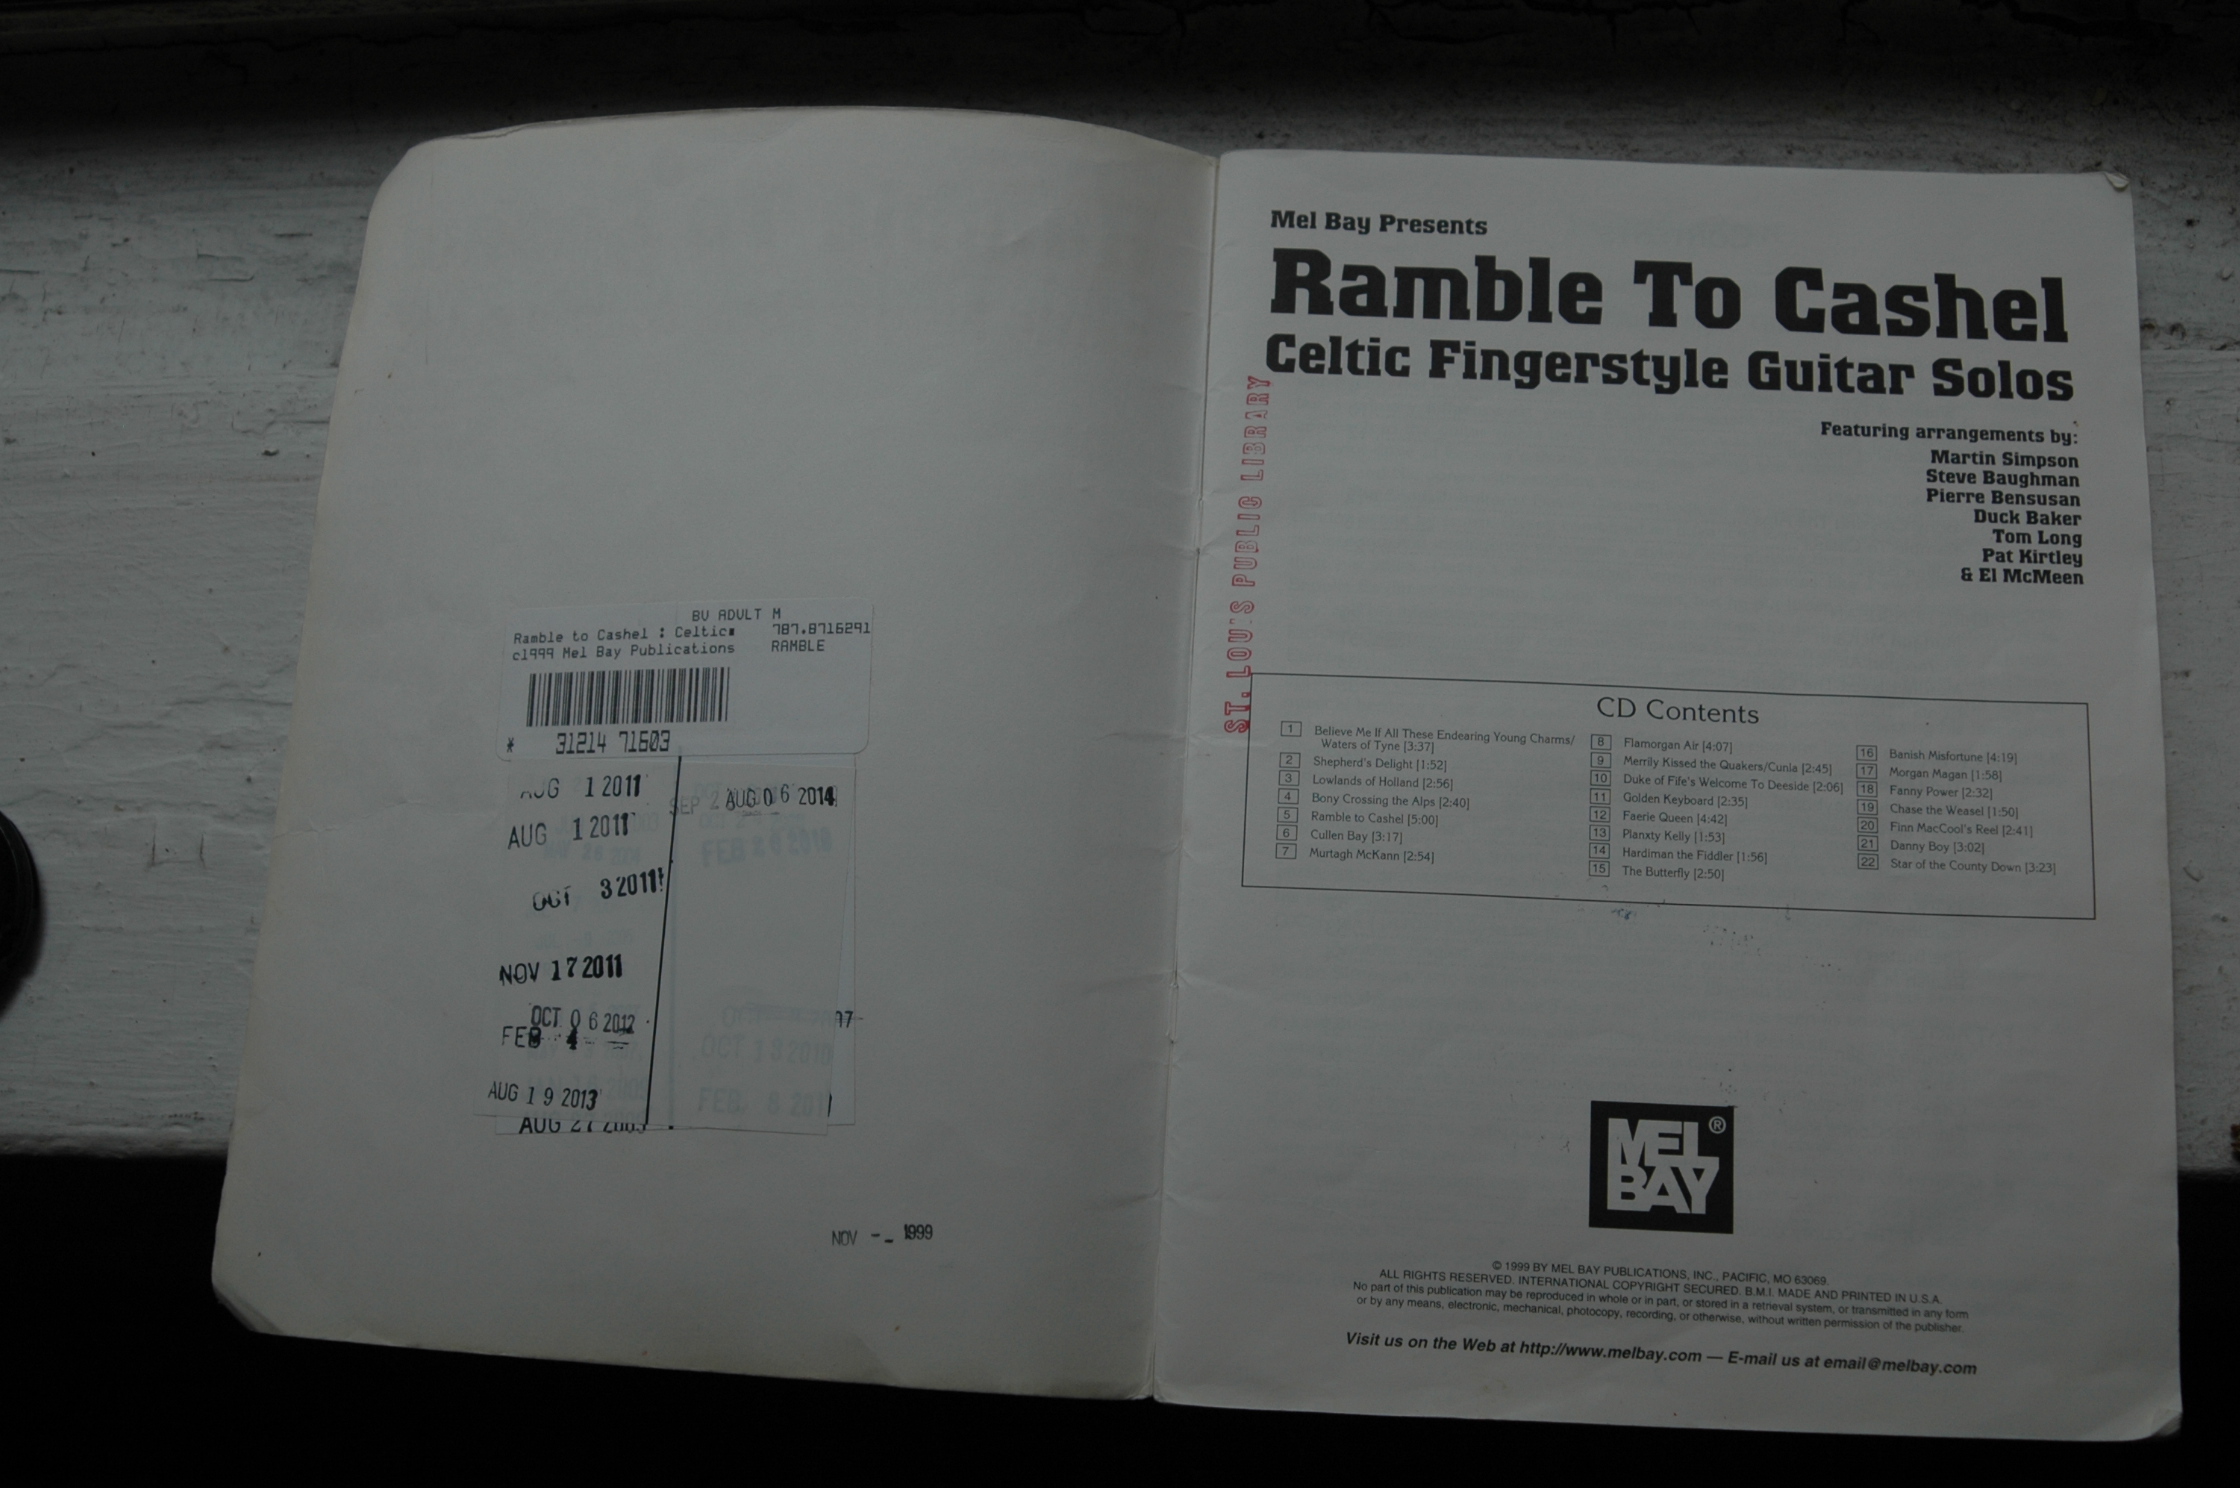 BU ADULT M
Ramble to Cashel : Celtic 787.8716291
c1999 Mel Bay Publications RAMBLE
* 31214 71603
AUG 1 2011
SEP 2 AUG 0 6 2014
AUG 1 2011
OCT 3 2011
NOV 17 2011
OCT 0 6 2012
FEB 4
AUG 1 9 2013
AUG 27
OCT 13 2010
FEB. 8 201
NOV -- 1999
ST. LOUIS PUBLIC LIBRARY
Mel Bay Presents
Ramble To Cashel
Celtic Fingerstyle Guitar Solos
Featuring arrangements by:
Martin Simpson
Steve Baughman
Pierre Bensusan
Duck Baker
Tom Long
Pat Kirtley
& El McMeen
CD Contents
1 Believe Me If All These Endearing Young Charms/
Waters of Tyne [3:37]
2 Shepherd's Delight [1:52]
3 Lowlands of Holland [2:56]
4 Bony Crossing the Alps [2:40]
5 Ramble to Cashel [5:00]
6 Cullen Bay [3:17]
7 Murtagh McKann [2:54]
8 Flamorgan Air [4:07]
9 Merrily Kissed the Quakers/Cunla [2:45]
10 Duke of Fife's Welcome To Deeside [2:06]
11 Golden Keyboard [2:35]
12 Faerie Queen [4:42]
13 Planxty Kelly [1:53]
14 Hardiman the Fiddler [1:56]
15 The Butterfly [2:50]
16 Banish Misfortune [4:19]
17 Morgan Magan [1:58]
18 Fanny Power [2:32]
19 Chase the Weasel [1:50]
20 Finn MacCool's Reel [2:41]
21 Danny Boy [3:02]
22 Star of the County Down [3:23]
MEL
BAY ®
© 1999 BY MEL BAY PUBLICATIONS, INC., PACIFIC, MO 63069.
ALL RIGHTS RESERVED. INTERNATIONAL COPYRIGHT SECURED. B.M.I. MADE AND PRINTED IN U.S.A.
No part of this publication may be reproduced in whole or in part, or stored in a retrieval system, or transmitted in any form
or by any means, electronic, mechanical, photocopy, recording, or otherwise, without written permission of the publisher.
Visit us on the Web at http://www.melbay.com — E-mail us at email@melbay.com